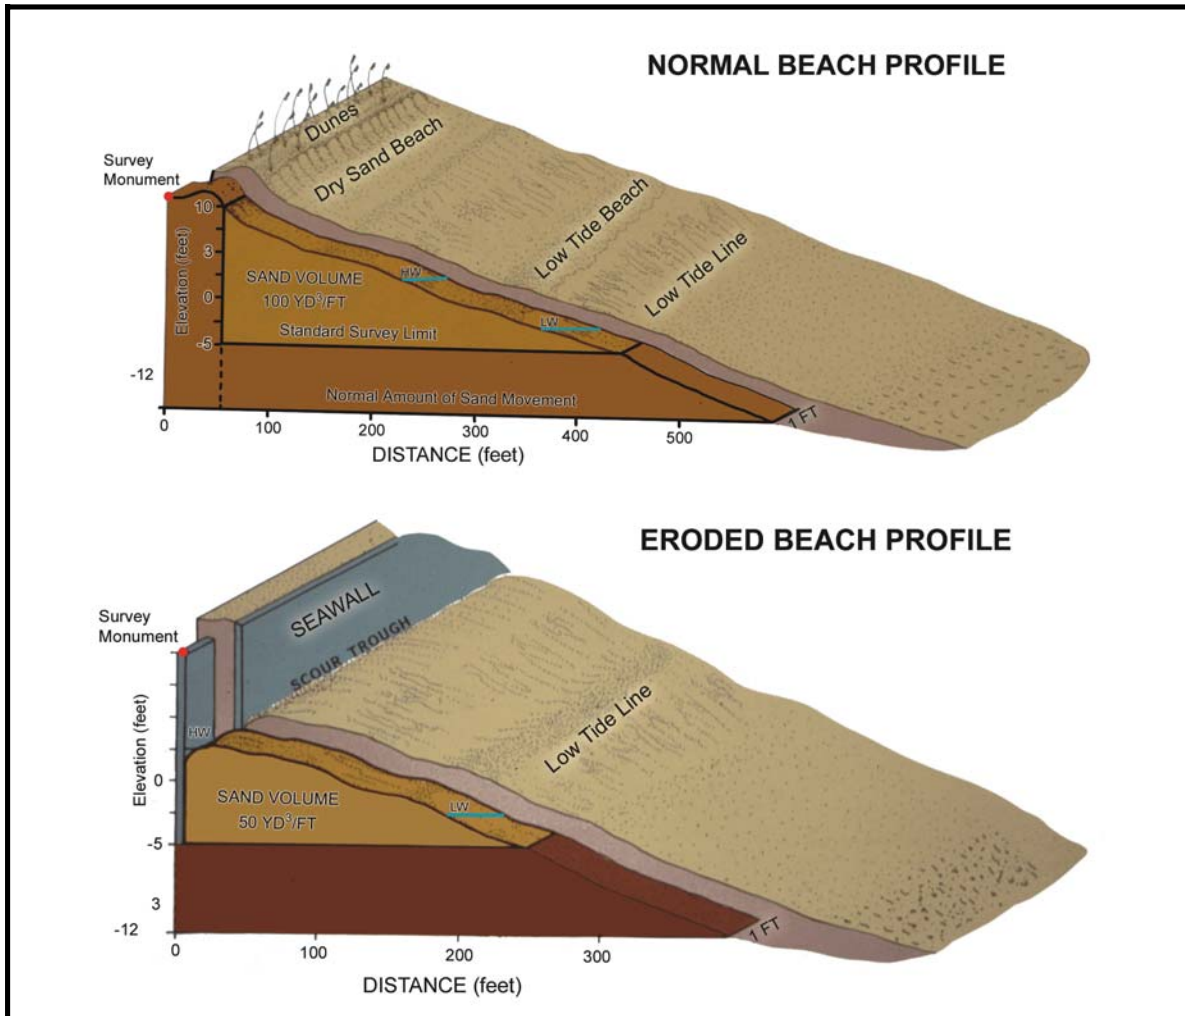 NORMAL BEACH PROFILE
Dunes
Dry Sand Beach
Low Tide Beach
Low Tide Line
Survey
Monument
Elevation (feet)
10
3
0
-5
-12
HW
LW
SAND VOLUME
100 YD³/FT
Standard Survey Limit
Normal Amount of Sand Movement
1 FT
0 100 200 300 400 500
DISTANCE (feet)
ERODED BEACH PROFILE
SEAWALL
SCOUR TROUGH
Low Tide Line
Survey
Monument
Elevation (feet)
HW
0
-5
3
-12
LW
SAND VOLUME
50 YD³/FT
1 FT
0 100 200 300
DISTANCE (feet)